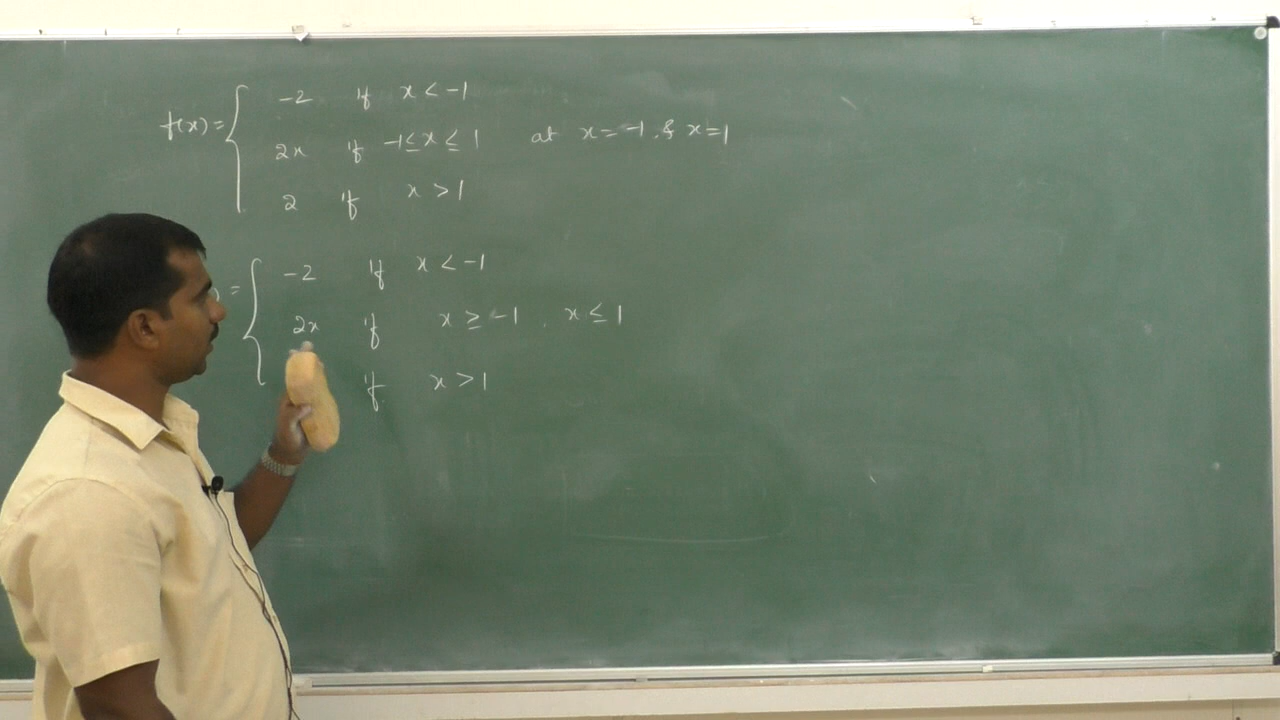 f(x) = { -2 if x < -1
2x if -1 ≤ x ≤ 1 at x = -1 & x = 1
2 if x > 1
) = { -2 if x < -1
2x if x ≥ -1, x ≤ 1
if x > 1